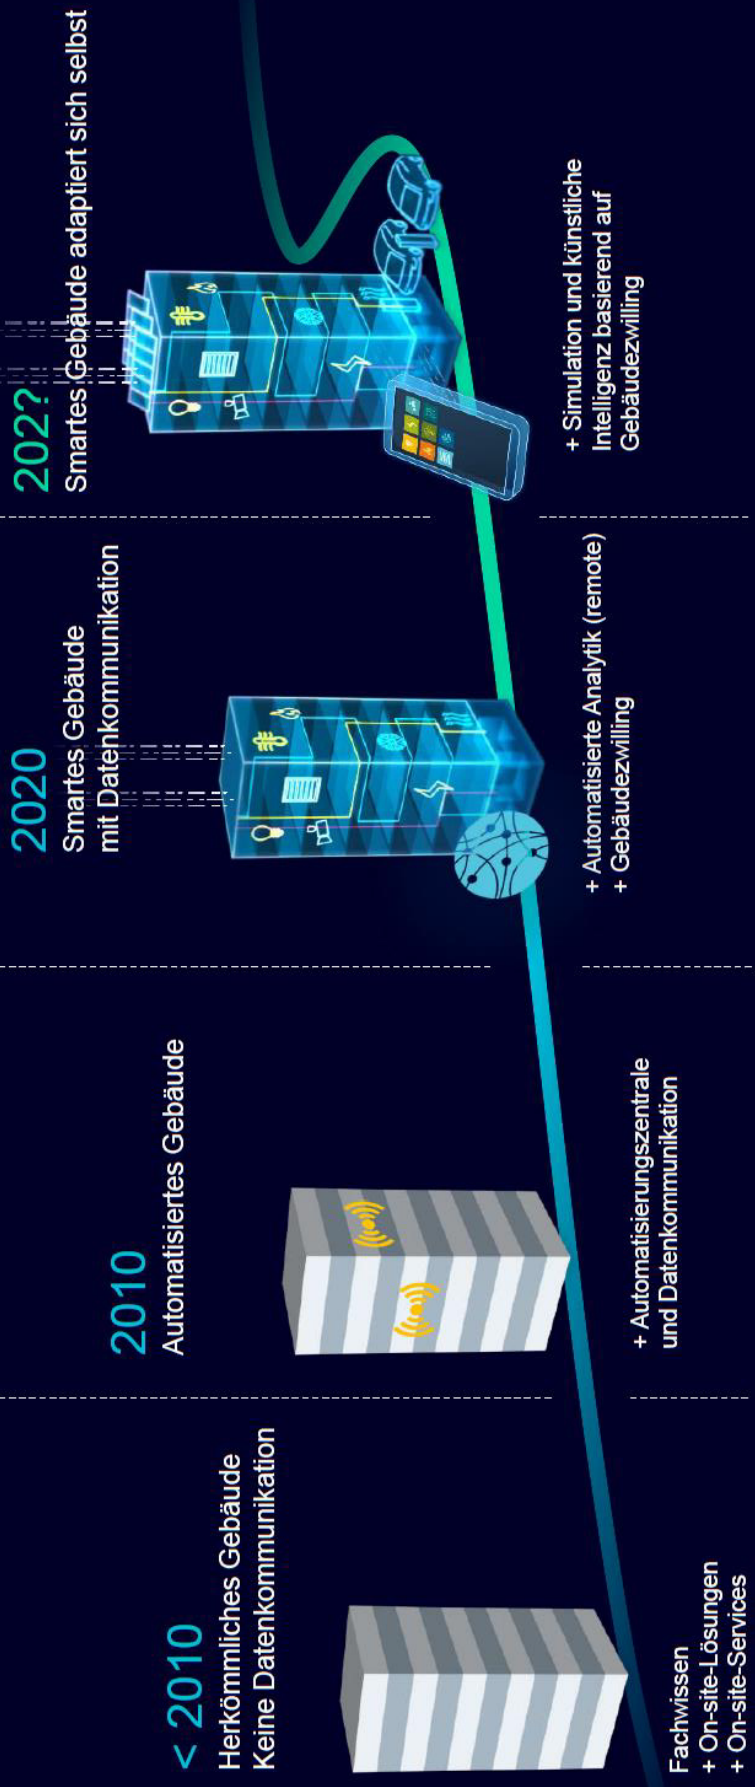 < 2010
Herkömmliches Gebäude
Keine Datenkommunikation
Fachwissen
+ On-site-Lösungen
+ On-site-Services
2010
Automatisiertes Gebäude
+ Automatisierungszentrale
und Datenkommunikation
2020
Smartes Gebäude
mit Datenkommunikation
+ Automatisierte Analytik (remote)
+ Gebäudezwilling
202?
Smartes Gebäude adaptiert sich selbst
+ Simulation und künstliche
Intelligenz basierend auf
Gebäudezwilling